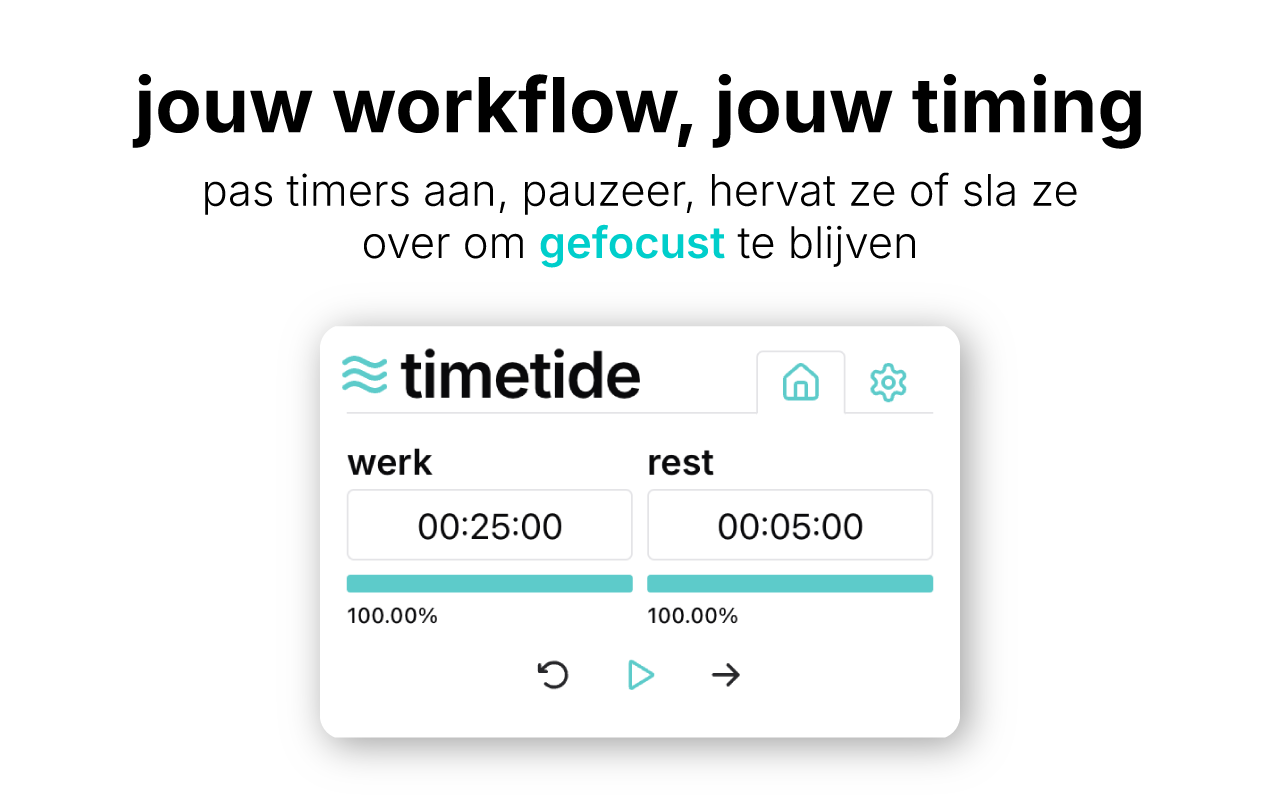 jouw workflow, jouw timing
pas timers aan, pauzeer, hervat ze of sla ze
over om gefocust te blijven
timetide
werk
rest
00:25:00
00:05:00
100.00%
100.00%